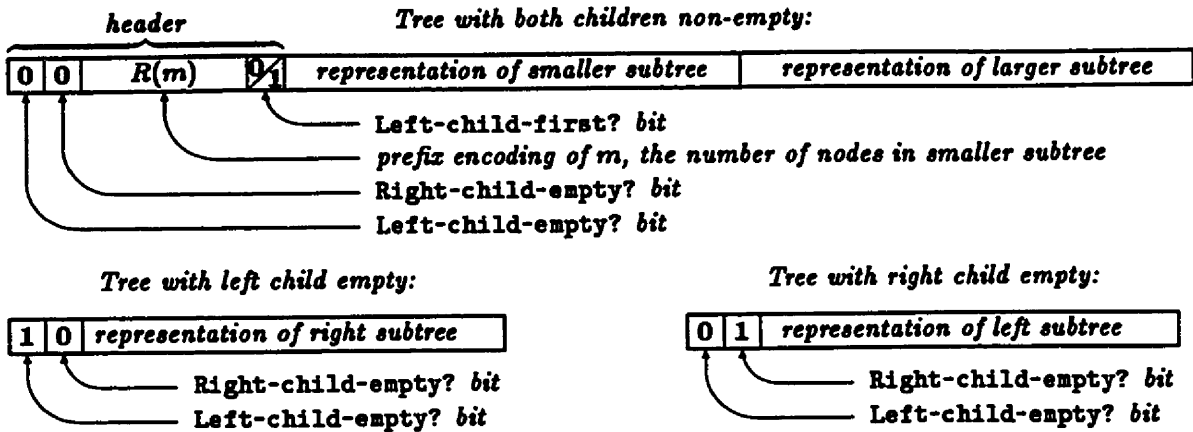 header
Tree with both children non-empty:
0 0 R(m) 0/1 representation of smaller subtree representation of larger subtree
Left-child-first? bit
prefix encoding of m, the number of nodes in smaller subtree
Right-child-empty? bit
Left-child-empty? bit
Tree with left child empty:
1 0 representation of right subtree
Right-child-empty? bit
Left-child-empty? bit
Tree with right child empty:
0 1 representation of left subtree
Right-child-empty? bit
Left-child-empty? bit